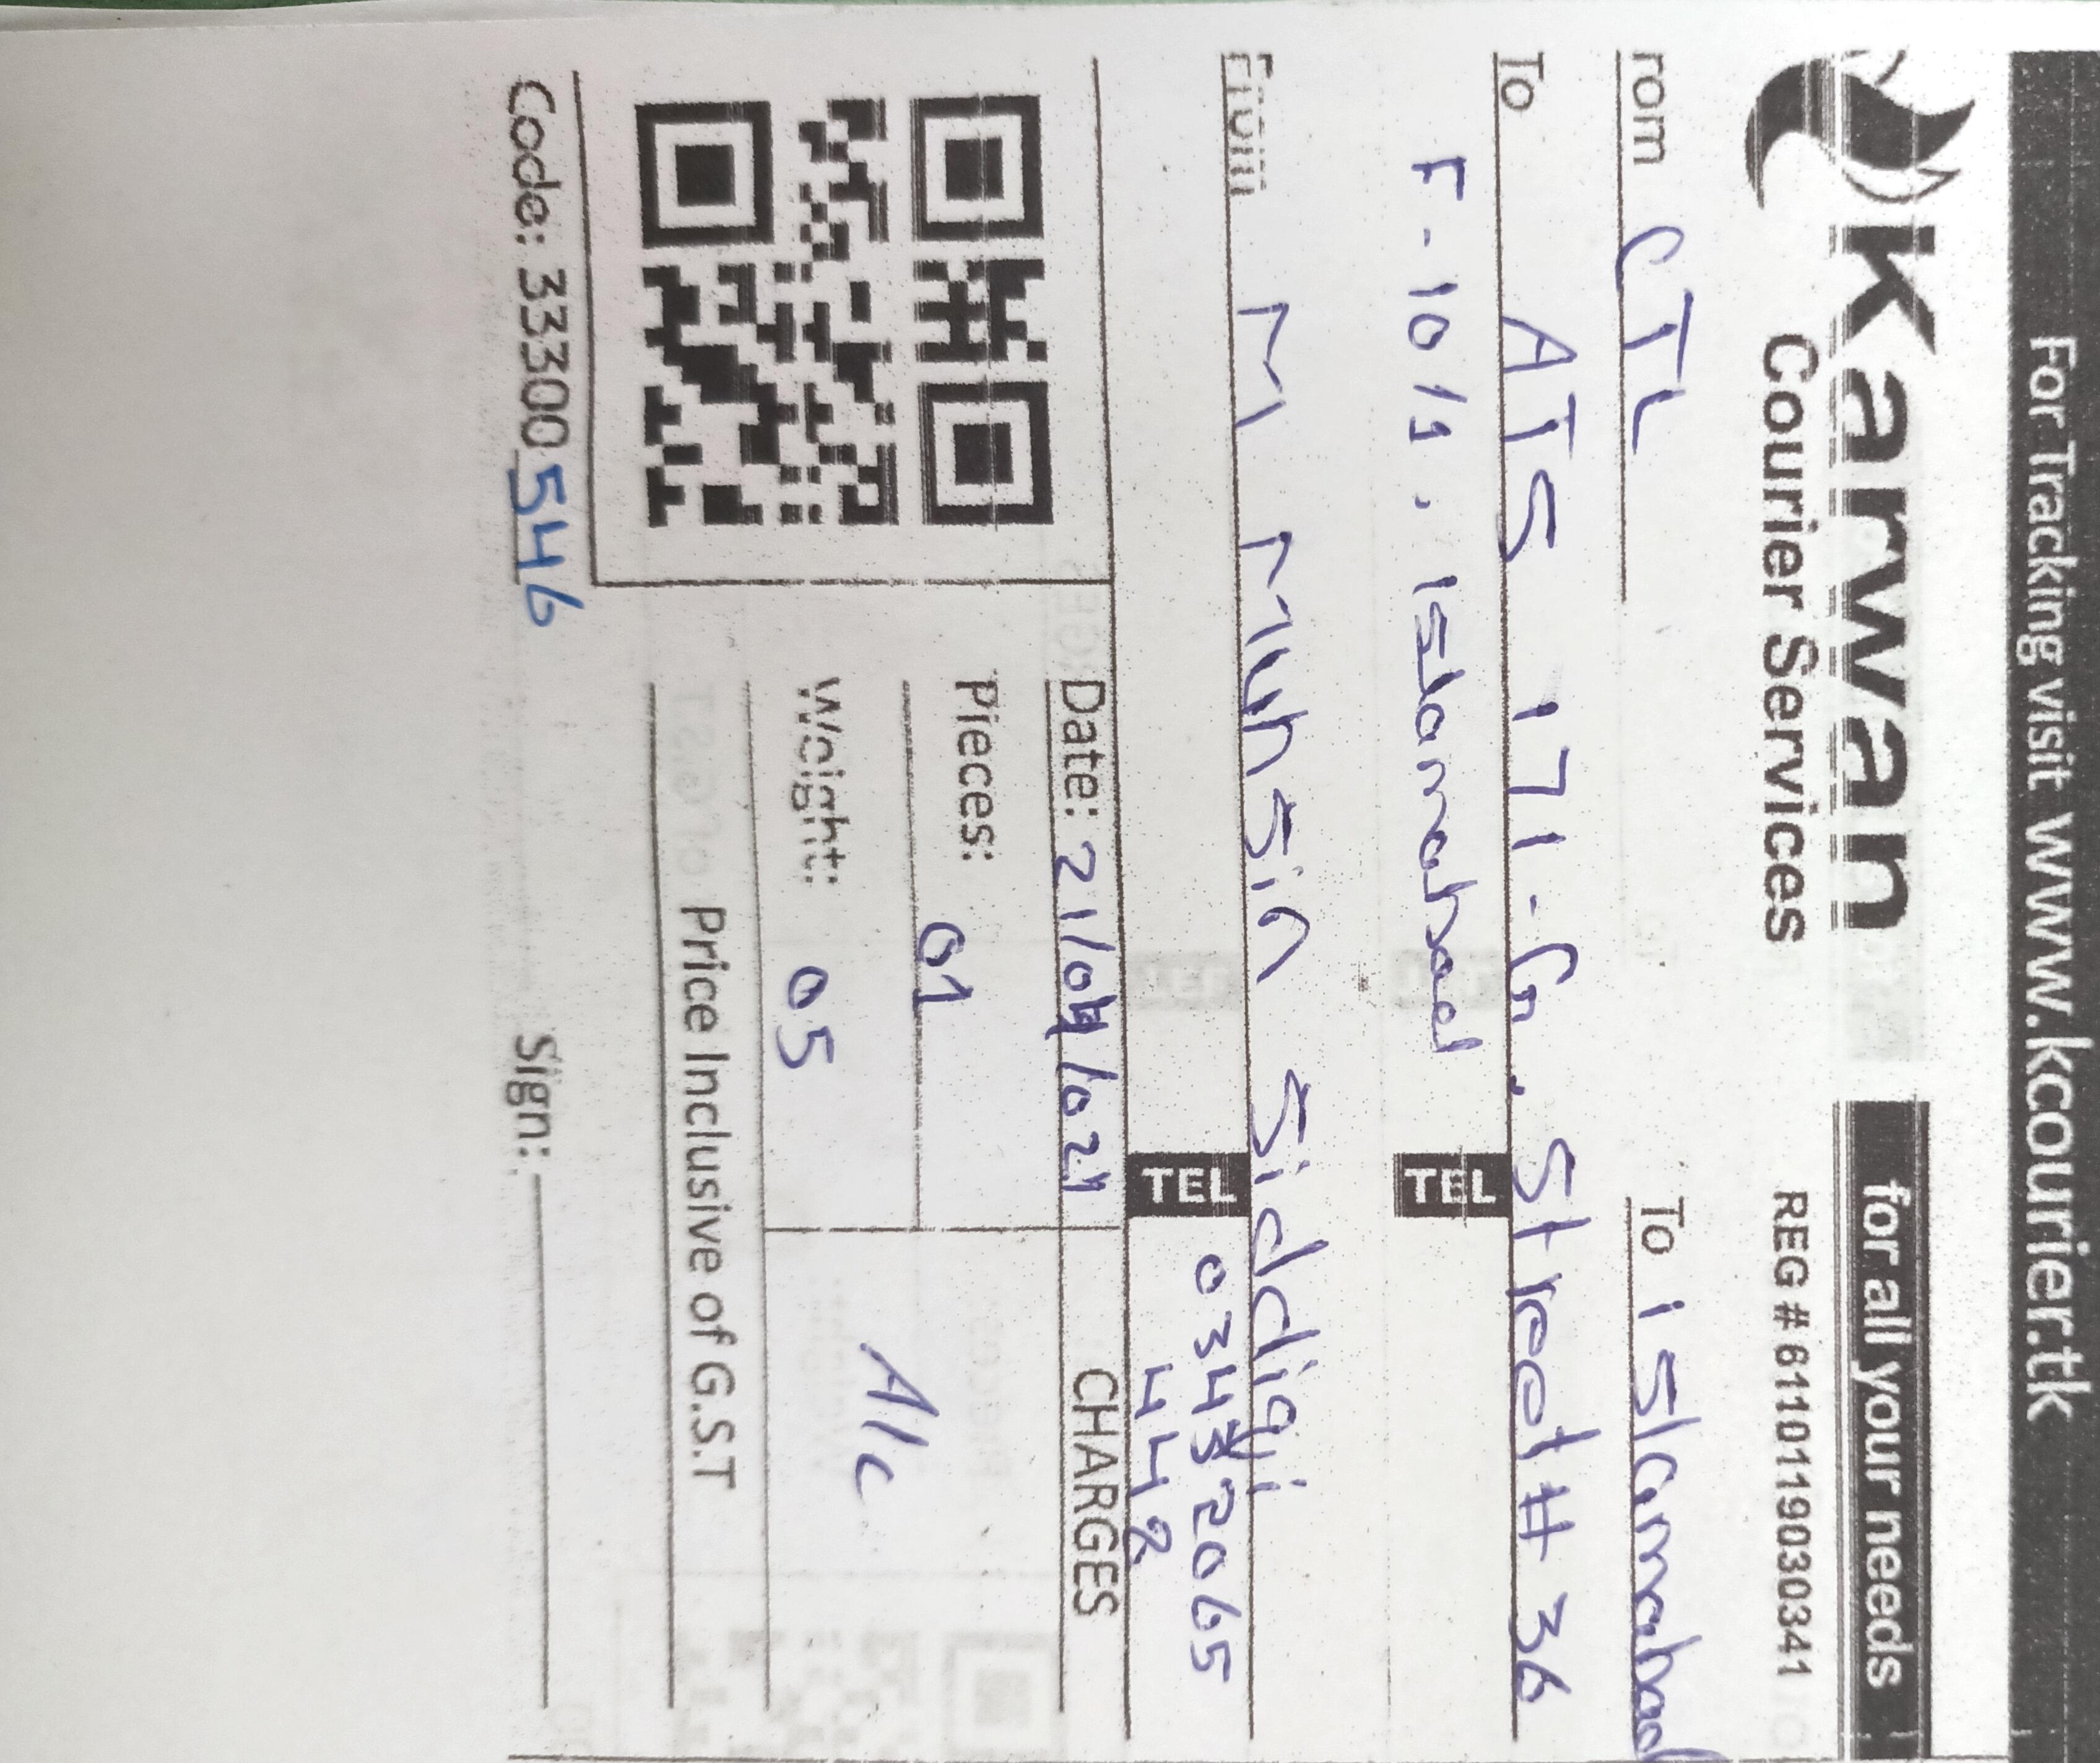 For Tracking visit www.kcourier.tk
Karwan
Courier Services
for all your needs
REG # 6110119030341
rom CTL
To islamabad
To ATS 171-G. Street # 36
F-10/1. Islamabad
TEL
From M Muhsin Siddiqi
TEL 03432065
442
Date: 21/04/021
CHARGES
Pieces: 01
A/c
Weight: 05
Price Inclusive of G.S.T
Code: 33300546
Sign: